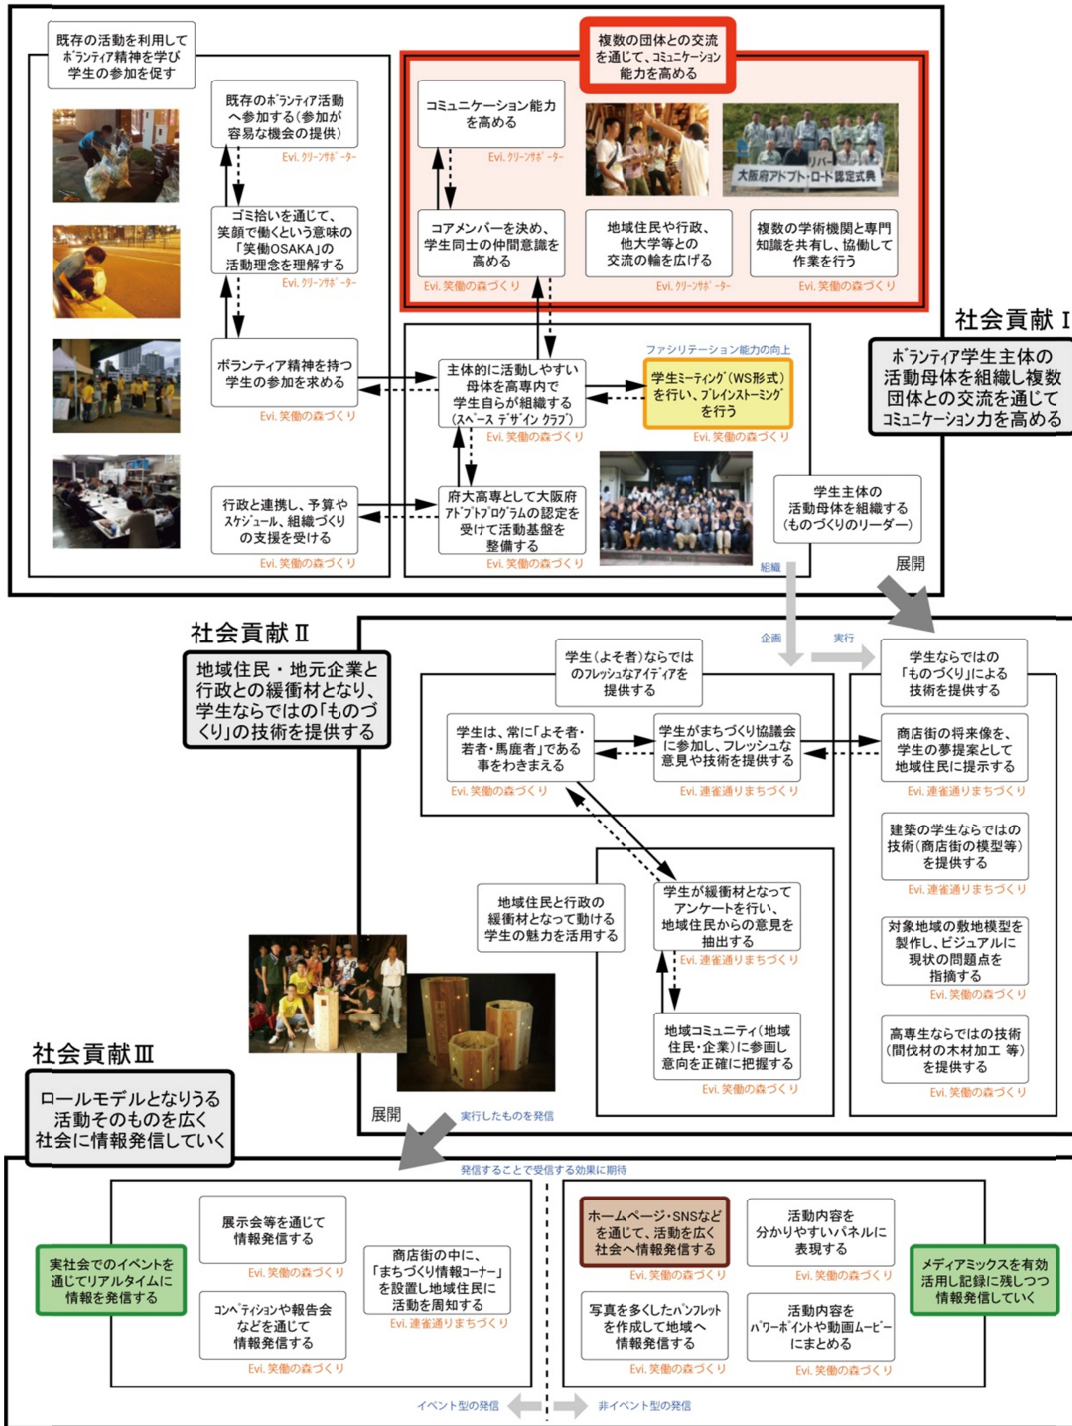 既存の活動を利用して
ボランティア精神を学び
学生の参加を促す
既存のボランティア活動
へ参加する(参加が
容易な機会の提供)
Evi. クリーンサポーター
ゴミ拾いを通じて、
笑顔で働くという意味の
「笑働OSAKA」の
活動理念を理解する
Evi. クリーンサポーター
ボランティア精神を持つ
学生の参加を求める
Evi. 笑働の森づくり
行政と連携し、予算や
スケジュール、組織づくり
の支援を受ける
Evi. 笑働の森づくり
複数の団体との交流
を通じて、コミュニケーション
能力を高める
コミュニケーション能力
を高める
Evi. クリーンサポーター
リバー
大阪府アドプト・ロード認定式典
コアメンバーを決め、
学生同士の仲間意識を
高める
Evi. 笑働の森づくり
地域住民や行政、
他大学等との
交流の輪を広げる
Evi. クリーンサポーター
複数の学術機関と専門
知識を共有し、協働して
作業を行う
Evi. 笑働の森づくり
主体的に活動しやすい
母体を高専内で
学生自らが組織する
(スペース デザイン クラブ)
Evi. 笑働の森づくり
ファシリテーション能力の向上
学生ミーティング(WS形式)
を行い、ブレインストーミング
を行う
Evi. 笑働の森づくり
府大高専として大阪府
アドプトプログラムの認定を
受けて活動基盤を
整備する
Evi. 笑働の森づくり
社会貢献Ⅰ
ボランティア学生主体の
活動母体を組織し複数
団体との交流を通じて
コミュニケーション力を高める
学生主体の
活動母体を組織する
(ものづくりのリーダー)
組織
展開
企画
実行
社会貢献Ⅱ
地域住民・地元企業と
行政との緩衝材となり、
学生ならではの「ものづ
くり」の技術を提供する
学生(よそ者)ならでは
のフレッシュなアイディアを
提供する
学生は、常に「よそ者・
若者・馬鹿者」である
事をわきまえる
Evi. 笑働の森づくり
学生がまちづくり協議会
に参加し、フレッシュな
意見や技術を提供する
Evi. 連雀通りまちづくり
学生ならではの
「ものづくり」による
技術を提供する
商店街の将来像を、
学生の夢提案として
地域住民に提示する
Evi. 連雀通りまちづくり
建築の学生ならではの
技術(商店街の模型等)
を提供する
Evi. 連雀通りまちづくり
対象地域の敷地模型を
製作し、ビジュアルに
現状の問題点を
指摘する
Evi. 笑働の森づくり
高専生ならではの技術
(間伐材の木材加工 等)
を提供する
Evi. 笑働の森づくり
地域住民と行政の
緩衝材となって動ける
学生の魅力を活用する
学生が緩衝材となって
アンケートを行い、
地域住民からの意見を
抽出する
Evi. 連雀通りまちづくり
地域コミュニティ(地域
住民・企業)に参画し
意向を正確に把握する
Evi. 笑働の森づくり
社会貢献Ⅲ
ロールモデルとなりうる
活動そのものを広く
社会に情報発信していく
展開
実行したものを発信
発信することで受信する効果に期待
実社会でのイベントを
通じてリアルタイムに
情報を発信する
展示会等を通じて
情報発信する
Evi. 笑働の森づくり
コンペティションや報告会
などを通じて
情報発信する
Evi. 笑働の森づくり
商店街の中に、
「まちづくり情報コーナー」
を設置し地域住民に
活動を周知する
Evi. 連雀通りまちづくり
ホームページ・SNSなど
を通じて、活動を広く
社会へ情報発信する
Evi. 笑働の森づくり
写真を多くしたパンフレット
を作成して地域へ
情報発信する
Evi. 笑働の森づくり
活動内容を
分かりやすいパネルに
表現する
Evi. 笑働の森づくり
活動内容を
パワーポイントや動画ムービー
にまとめる
Evi. 笑働の森づくり
メディアミックスを有効
活用し記録に残しつつ
情報発信していく
イベント型の発信
非イベント型の発信